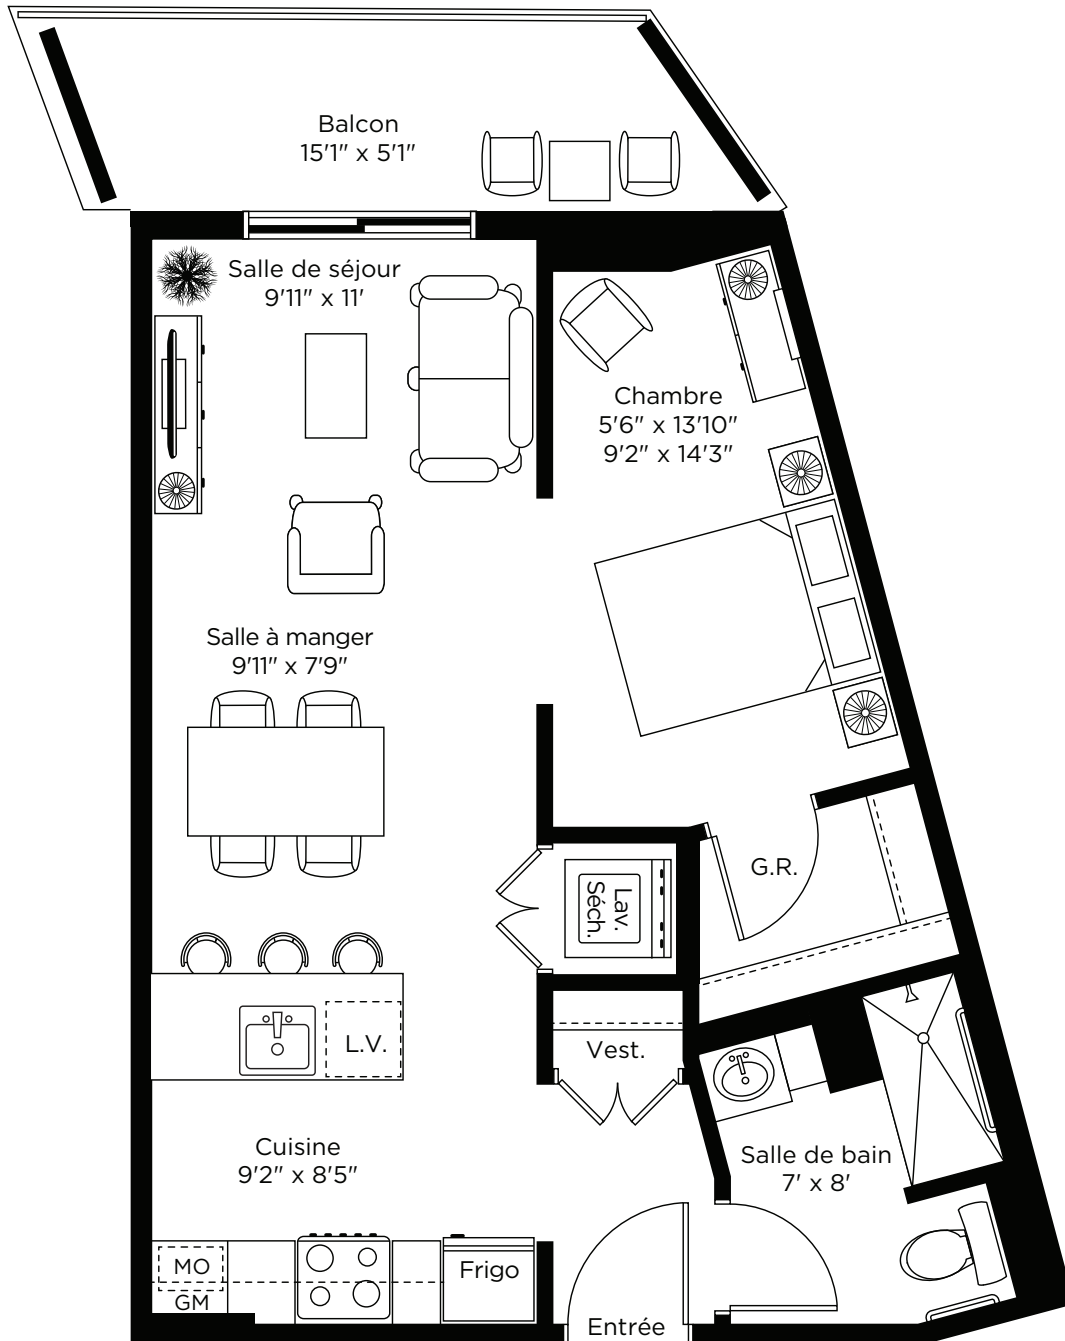 Balcon
15'1" x 5'1"
Salle de séjour
9'11" x 11'
Chambre
5'6" x 13'10"
9'2" x 14'3"
Salle à manger
9'11" x 7'9"
G.R.
Lav.
Séch.
L.V.
Vest.
Cuisine
9'2" x 8'5"
Salle de bain
7' x 8'
MO
GM
Frigo
Entrée